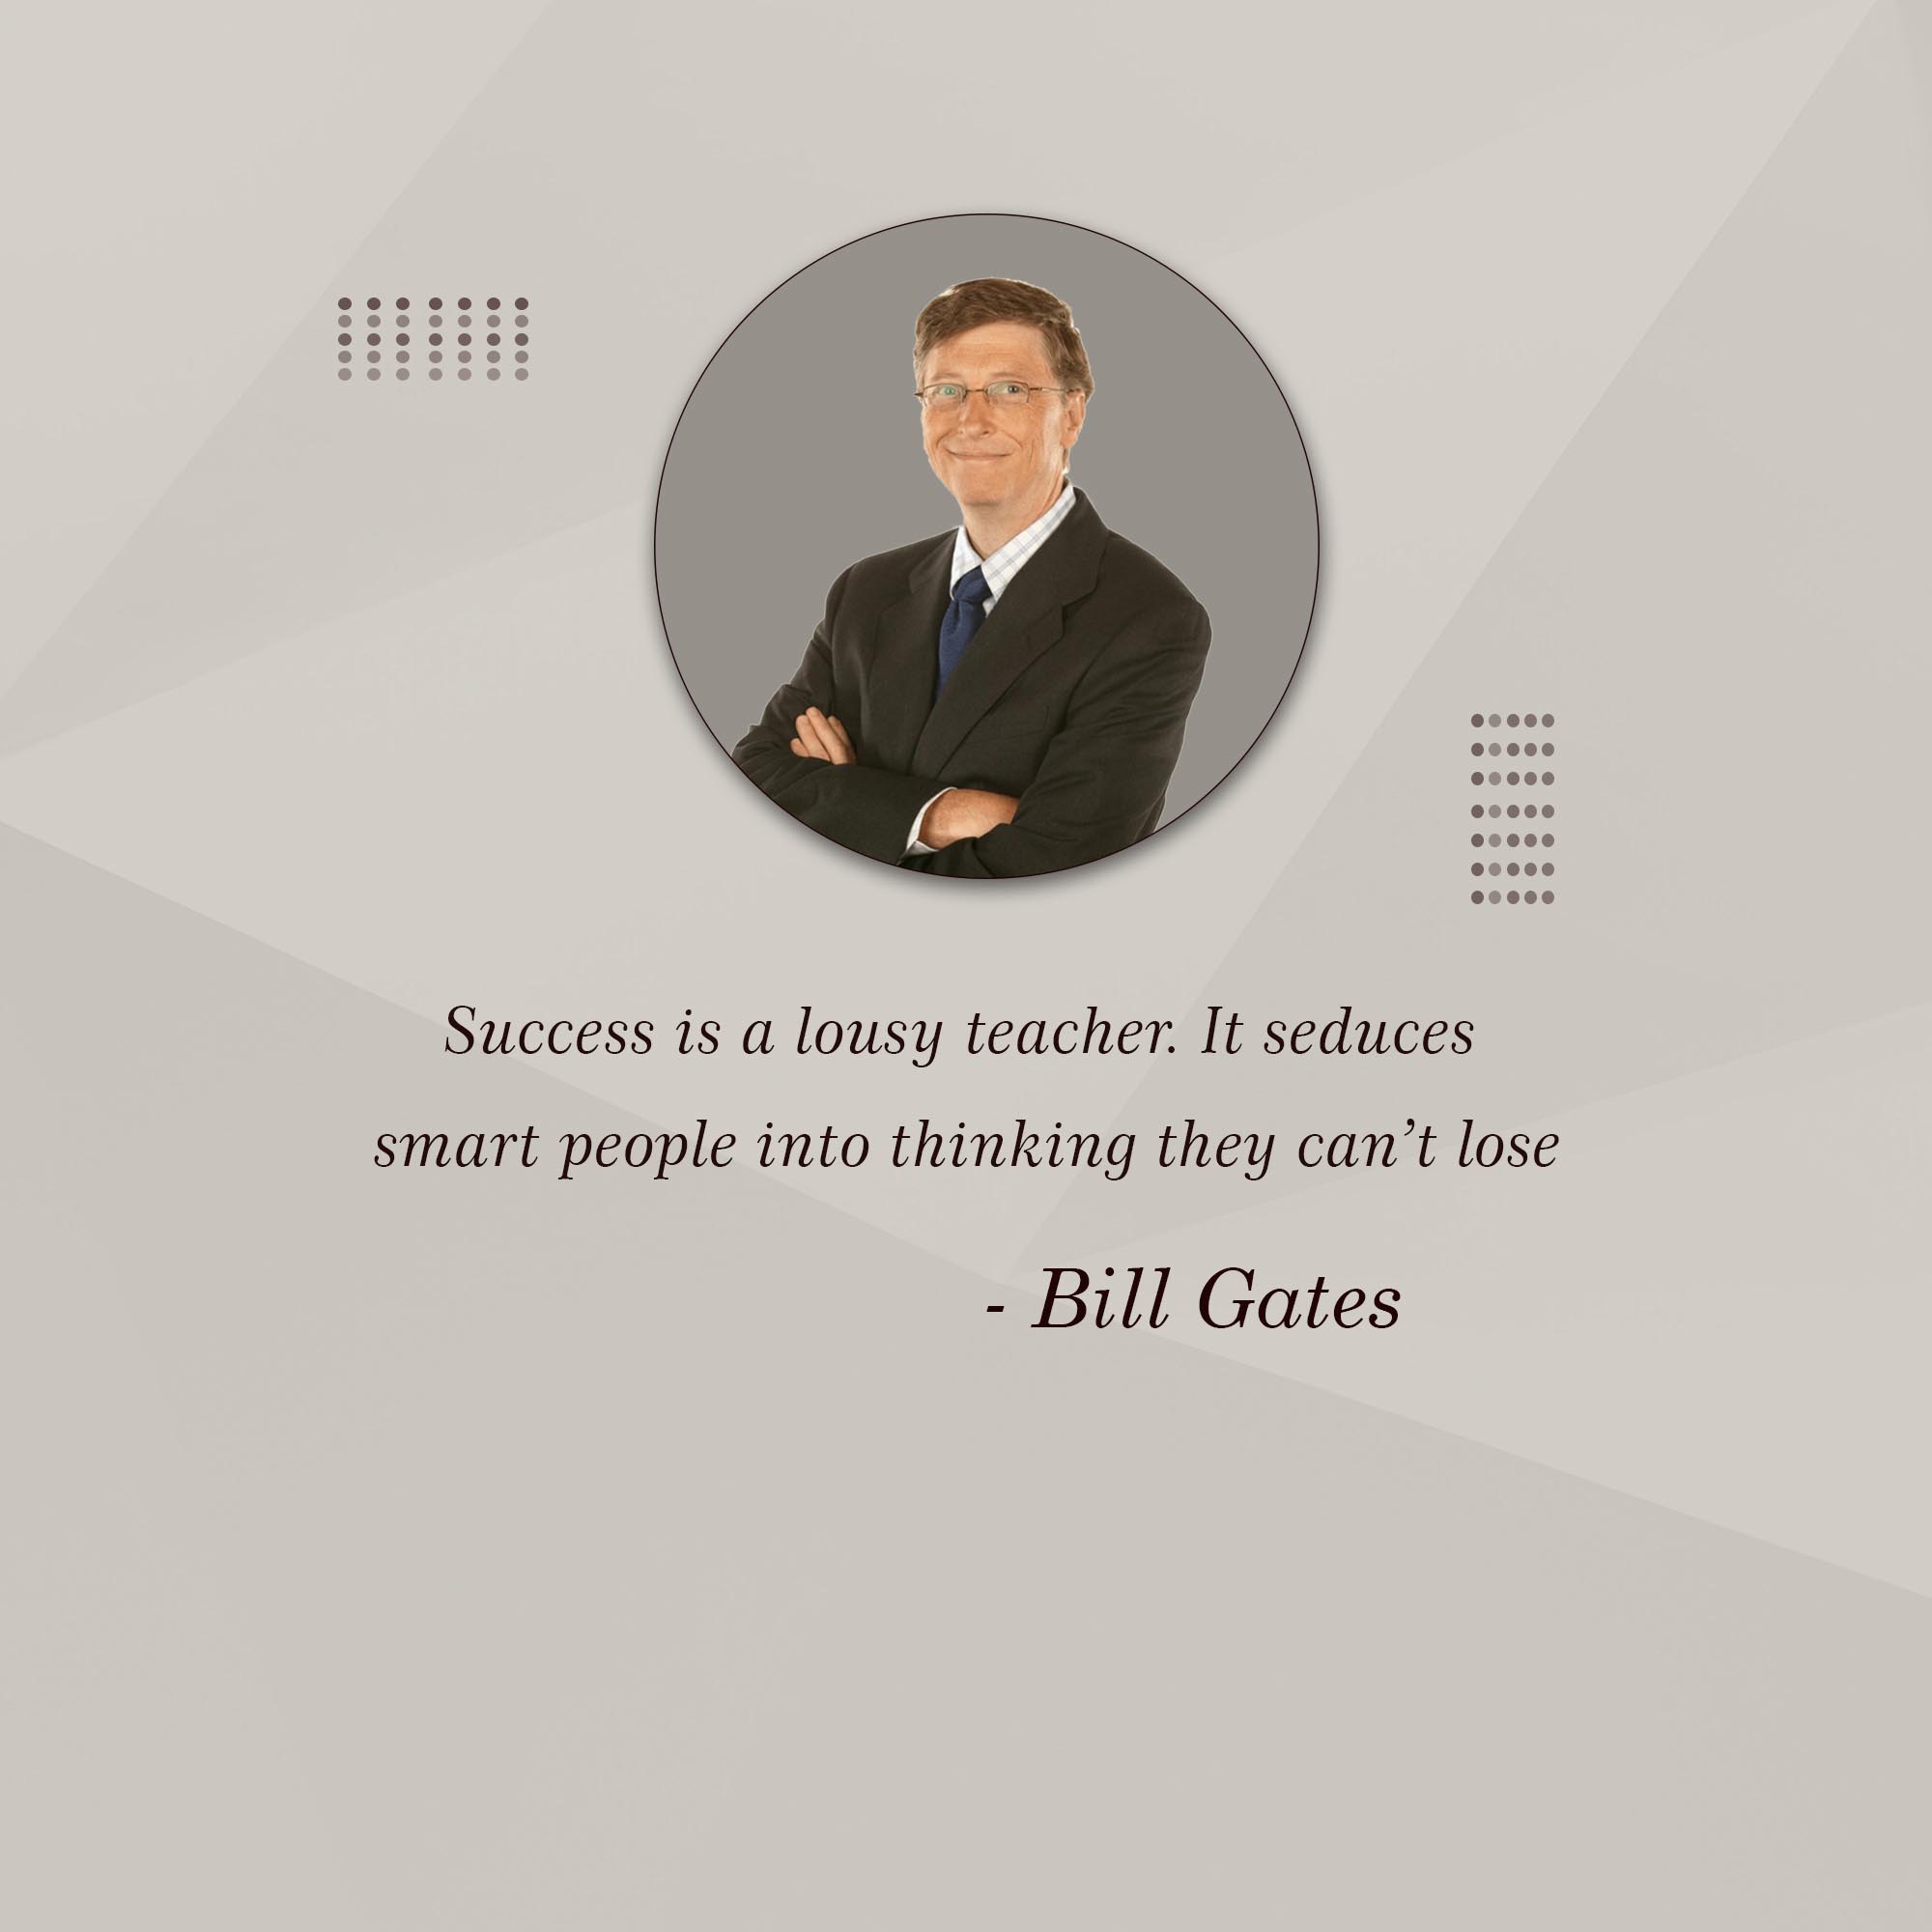 Success is a lousy teacher. It seduces
smart people into thinking they can’t lose
- Bill Gates